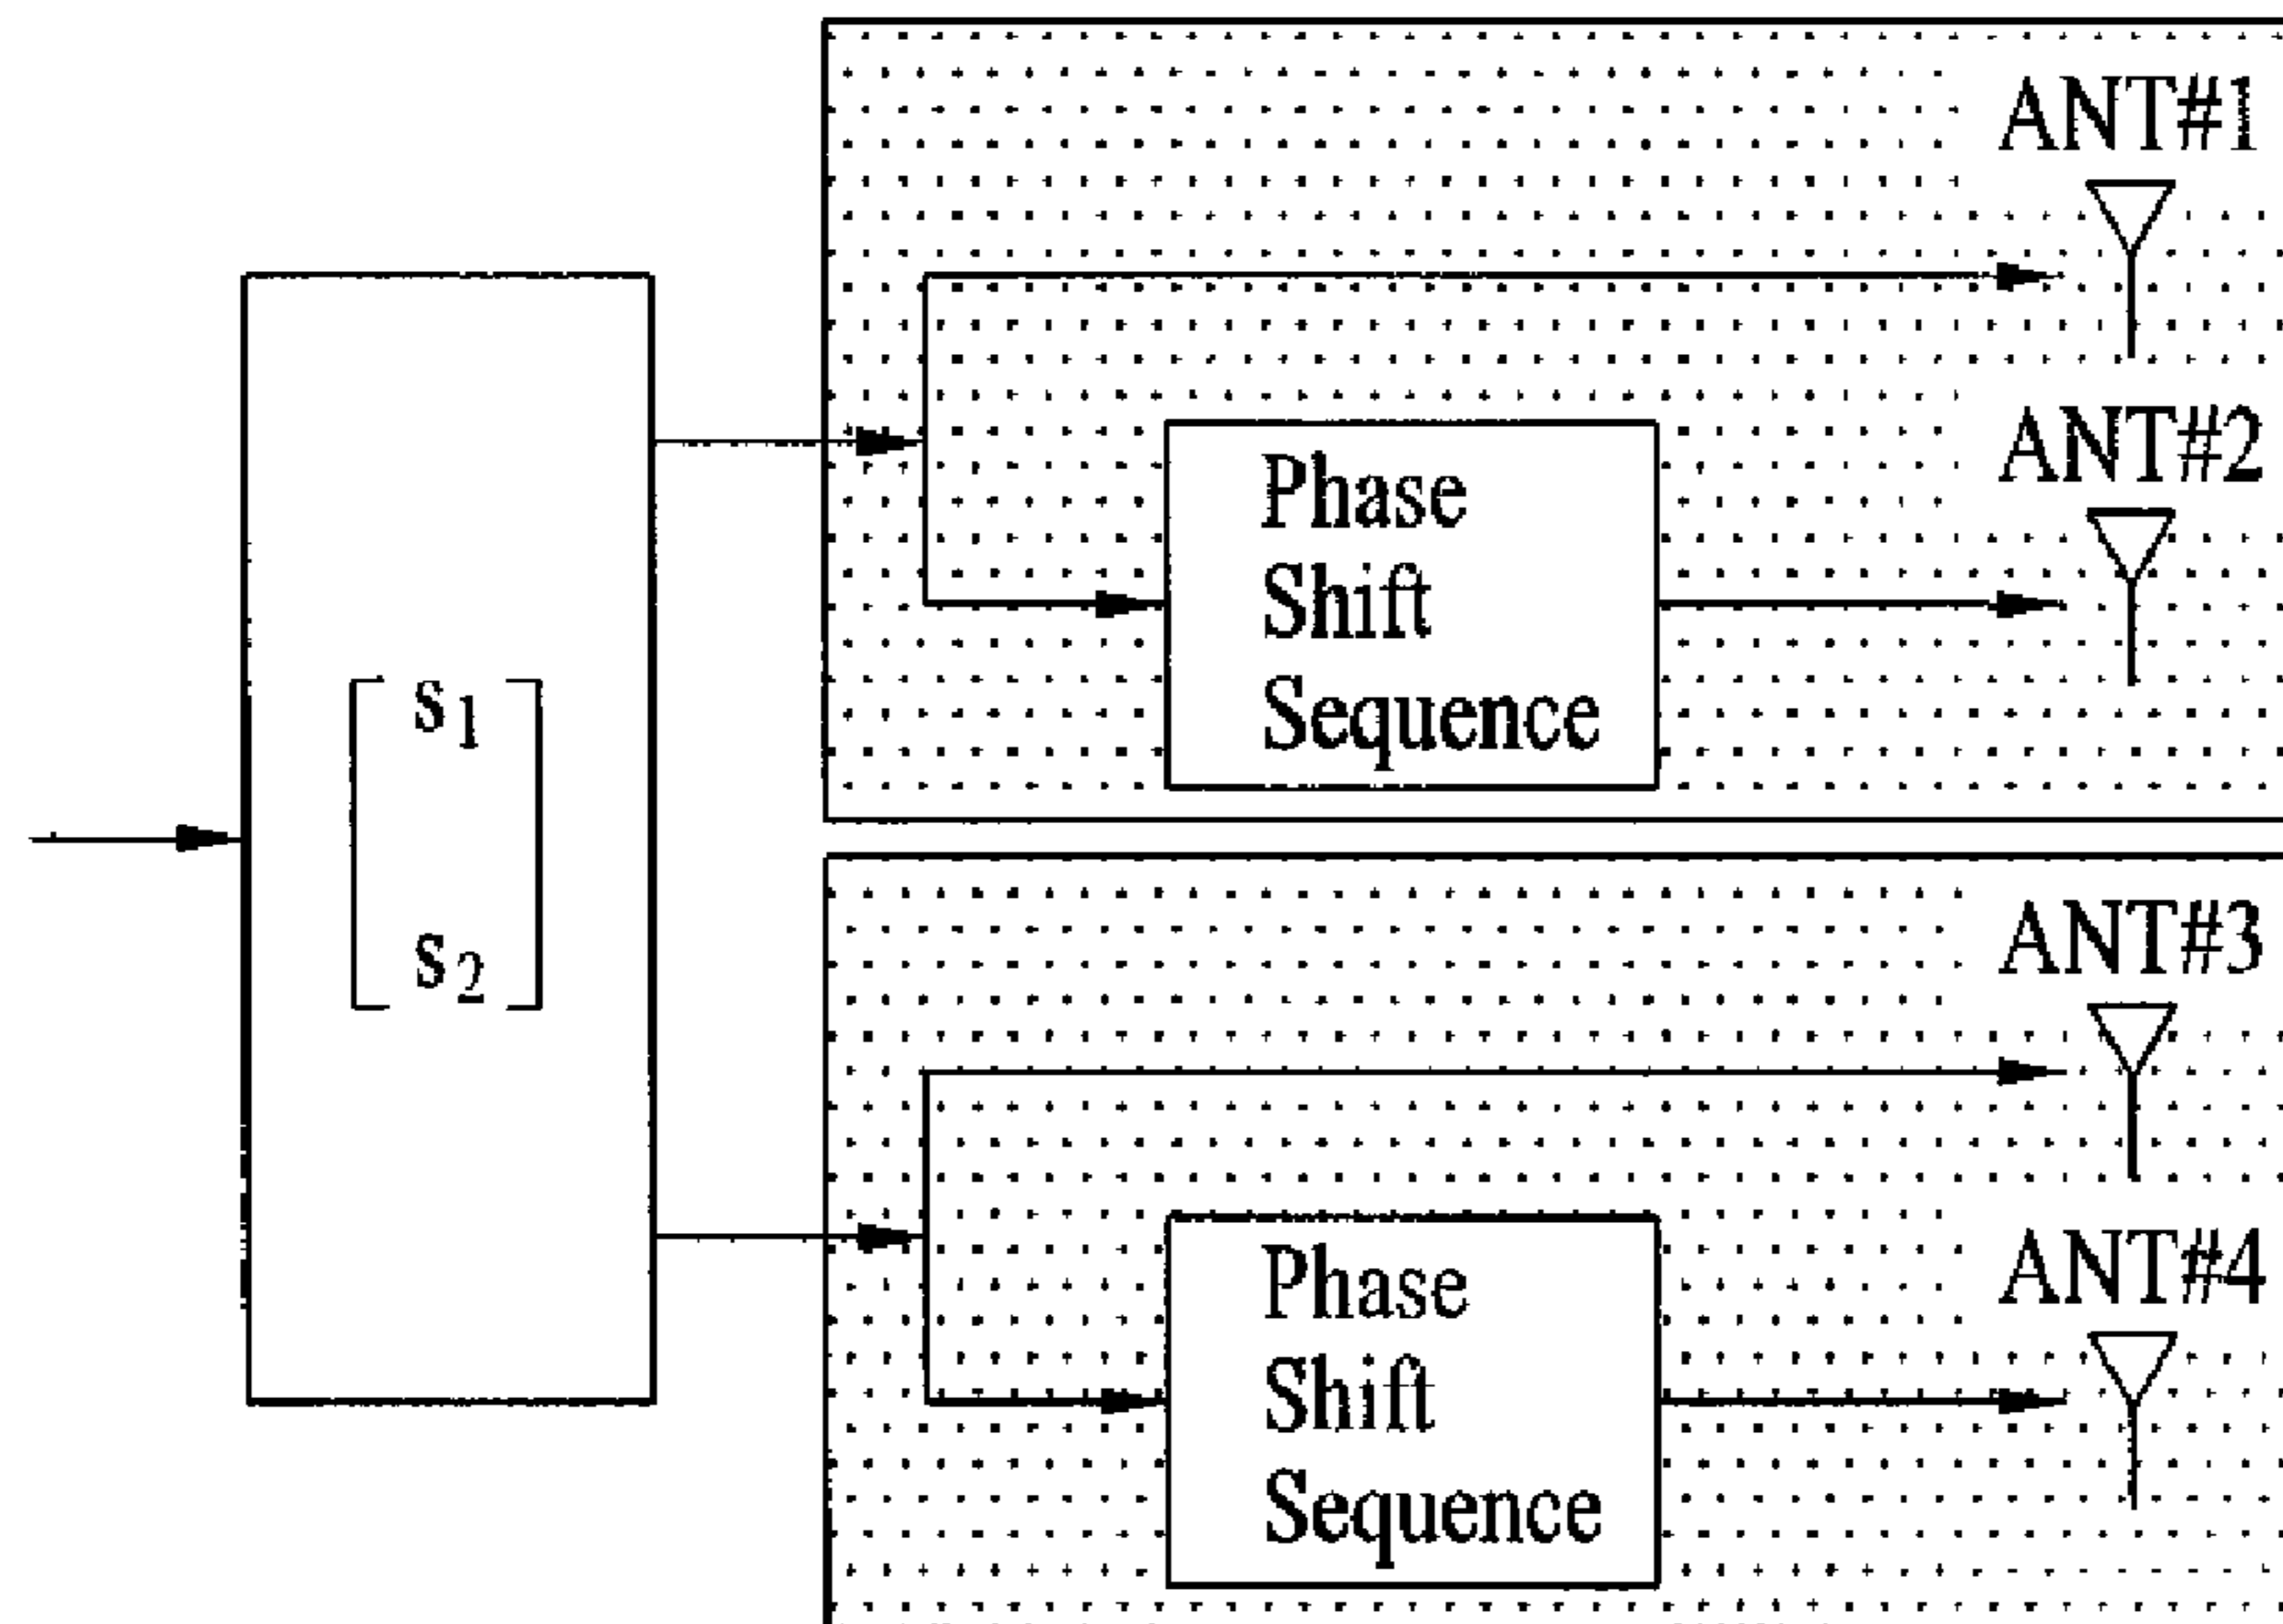 s1
s2
ANT#1
ANT#2
Phase
Shift
Sequence
ANT#3
ANT#4
Phase
Shift
Sequence